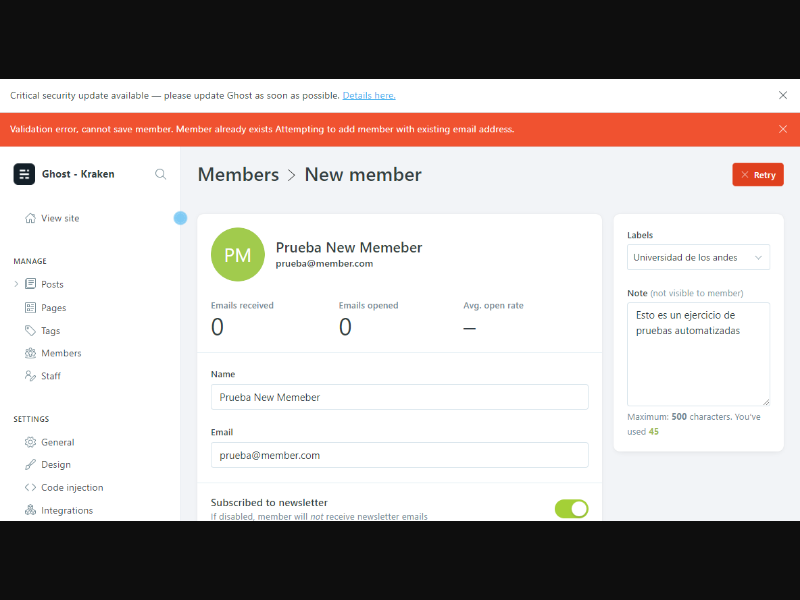 Critical security update available — please update Ghost as soon as possible. Details here.
Validation error, cannot save member. Member already exists Attempting to add member with existing email address.
Ghost - Kraken
Members > New member
Retry
View site
MANAGE
Posts
Pages
Tags
Members
Staff
SETTINGS
General
Design
Code injection
Integrations
PM
Prueba New Memeber
prueba@member.com
Emails received
0
Emails opened
0
Avg. open rate
—
Name
Prueba New Memeber
Email
prueba@member.com
Subscribed to newsletter
If disabled, member will not receive newsletter emails
Labels
Universidad de los andes
Note (not visible to member)
Esto es un ejercicio de
pruebas automatizadas
Maximum: 500 characters. You've
used 45